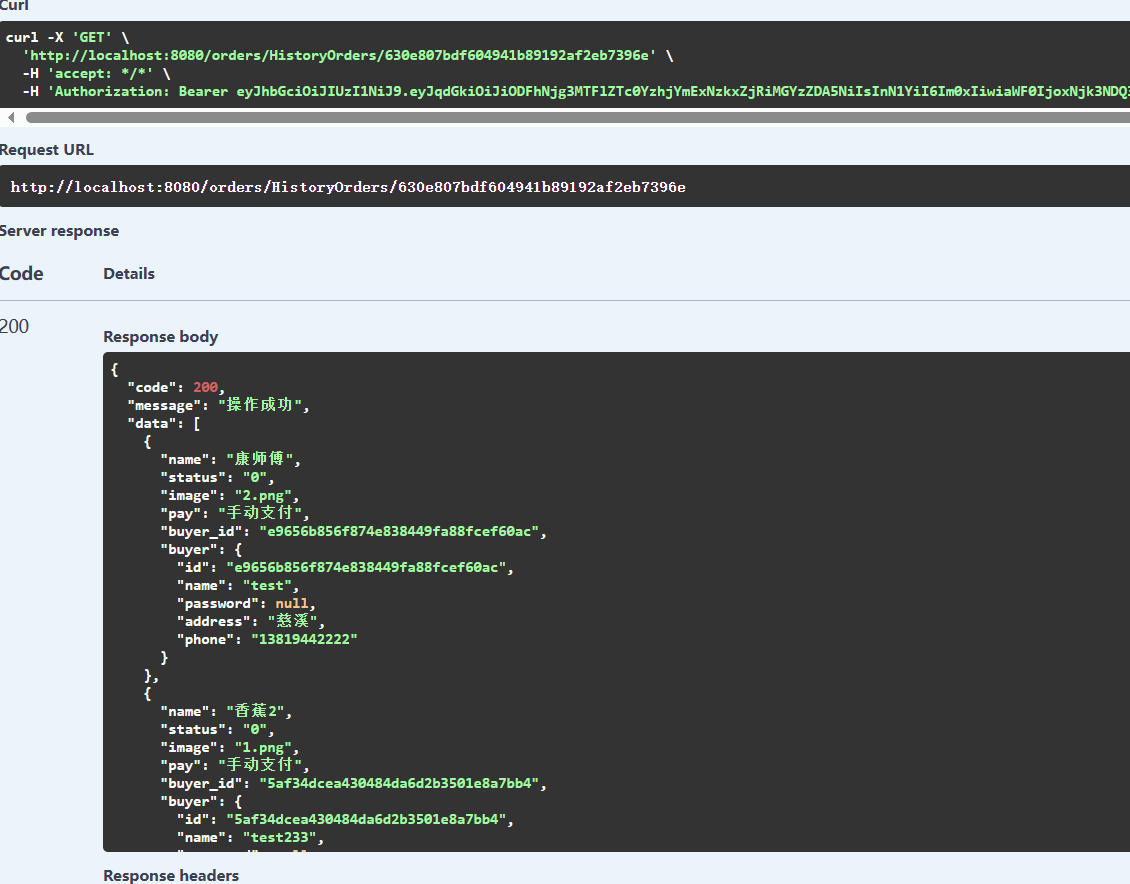 Curl
curl -X 'GET' \
'http://localhost:8080/orders/HistoryOrders/630e807bdf604941b89192af2eb7396e' \
-H 'accept: */*' \
-H 'Authorization: Bearer eyJhbGciOiJIUzI1NiJ9.eyJqdGkiOiJiODFhNjg3MTFlZTc0YzhjYmExNzkxZjRiMGYzZDA5NiIsInN1YiI6Im0xIiwiaWF0IjoxNjk3NDQ3
Request URL
http://localhost:8080/orders/HistoryOrders/630e807bdf604941b89192af2eb7396e
Server response
Code Details
200
Response body
{
"code": 200,
"message": "操作成功",
"data": [
{
"name": "康师傅",
"status": "0",
"image": "2.png",
"pay": "手动支付",
"buyer_id": "e9656b856f874e838449fa88fcef60ac",
"buyer": {
"id": "e9656b856f874e838449fa88fcef60ac",
"name": "test",
"password": null,
"address": "慈溪",
"phone": "13819442222"
}
},
{
"name": "香蕉2",
"status": "0",
"image": "1.png",
"pay": "手动支付",
"buyer_id": "5af34dcea430484da6d2b3501e8a7bb4",
"buyer": {
"id": "5af34dcea430484da6d2b3501e8a7bb4",
"name": "test233",
Response headers